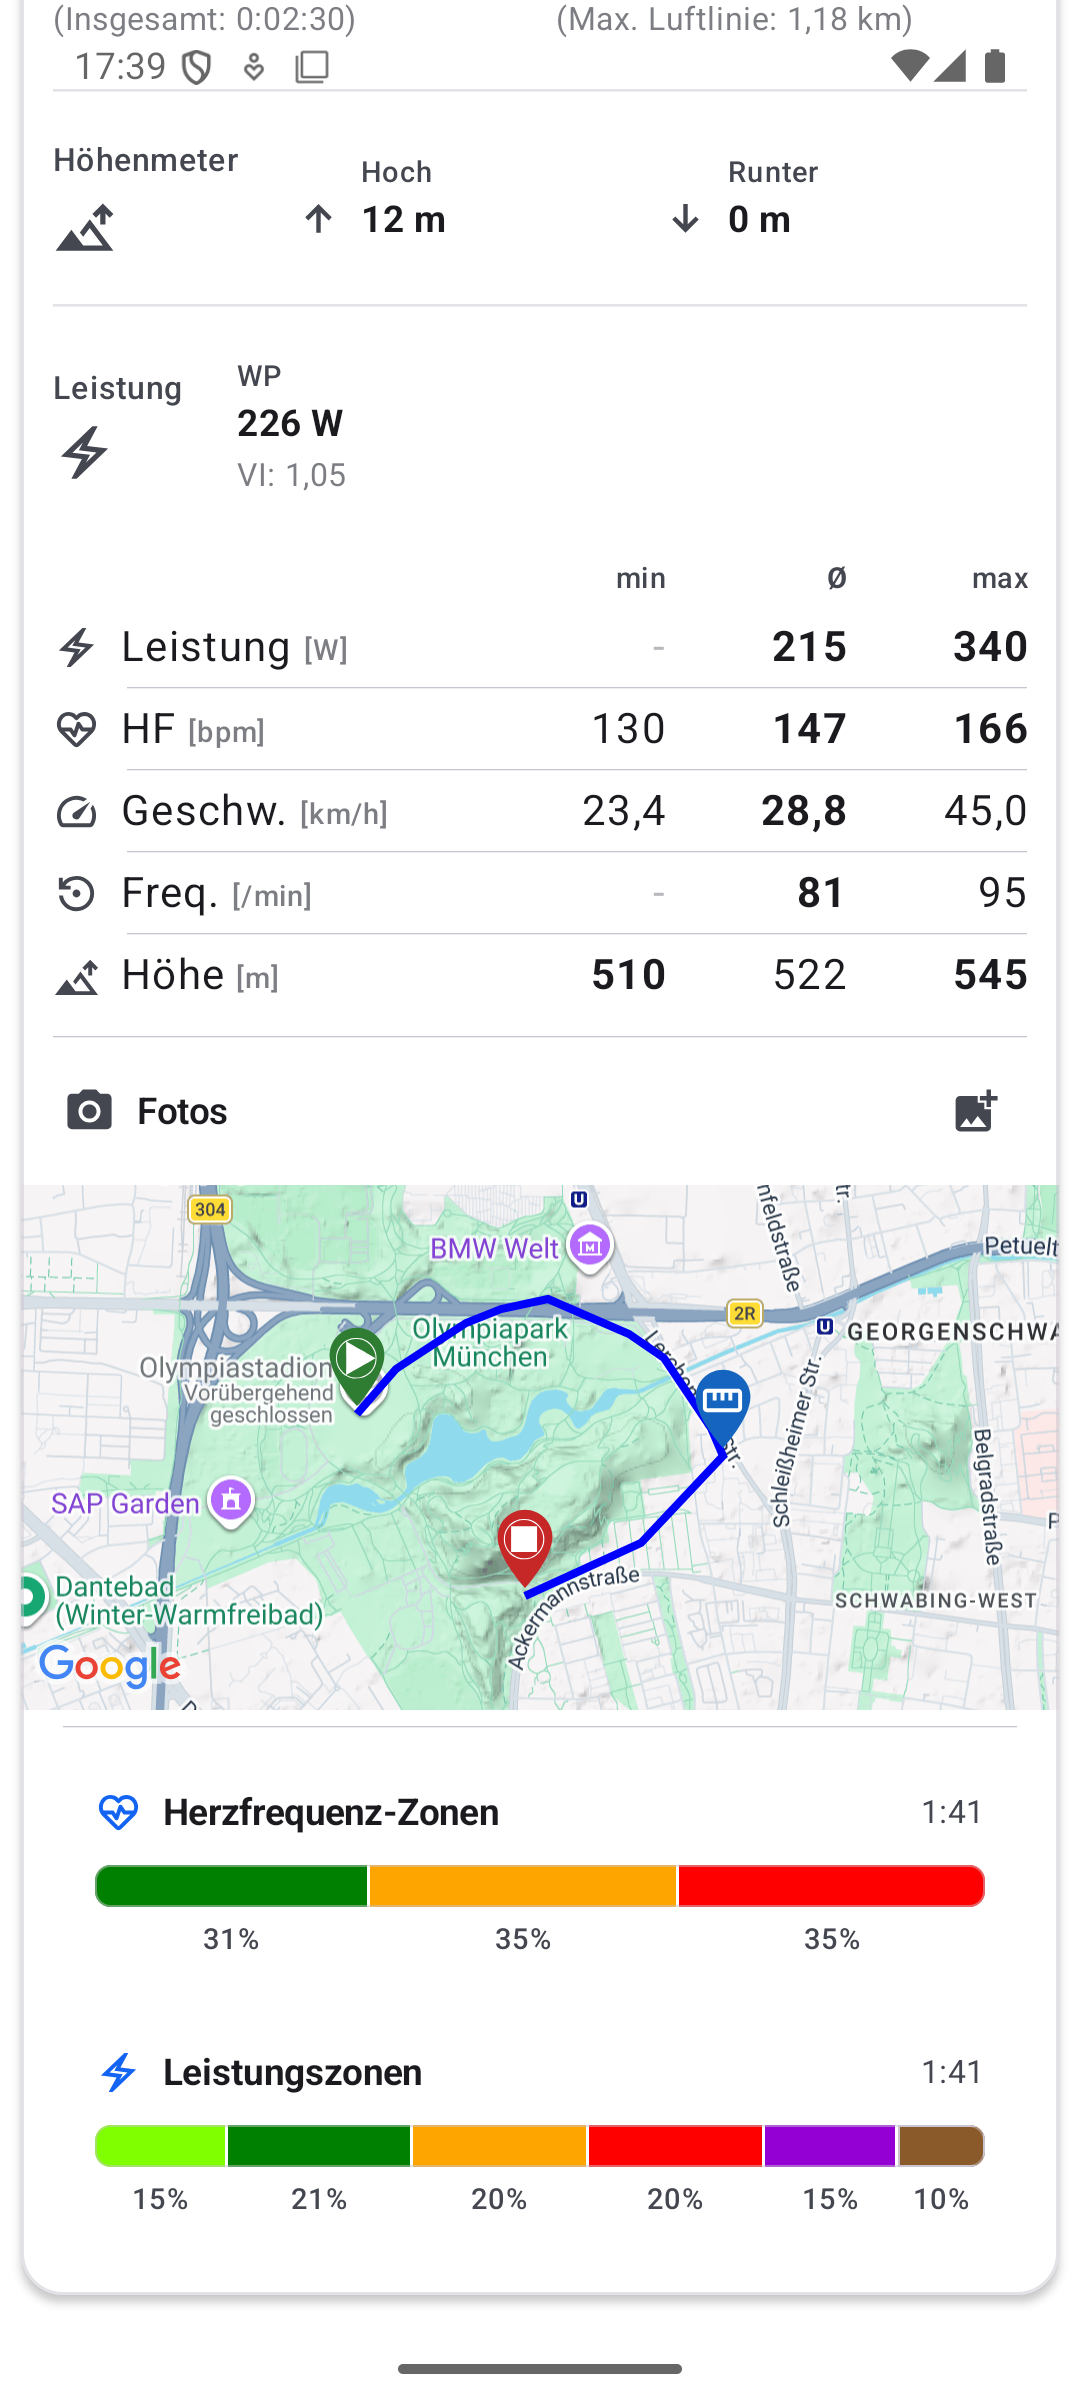 (Insgesamt: 0:02:30) (Max. Luftlinie: 1,18 km)
17:39
Höhenmeter
Hoch Runter
12 m 0 m
Leistung
WP
226 W
VI: 1,05
min Ø max
Leistung [W] - 215 340
HF [bpm] 130 147 166
Geschw. [km/h] 23,4 28,8 45,0
Freq. [/min] - 81 95
Höhe [m] 510 522 545
Fotos
304
BMW Welt
nfeldstraße
tr.
Petuelt
2R
Olympiapark
München
GEORGENSCHWA
Olympiastadion
Vorübergehend
geschlossen
str.
Schleißheimer Str.
Belgradstraße
SAP Garden
Dantebad
(Winter-Warmfreibad)
Ackermannstraße
SCHWABING-WEST
Google
Herzfrequenz-Zonen 1:41
31% 35% 35%
Leistungszonen 1:41
15% 21% 20% 20% 15% 10%